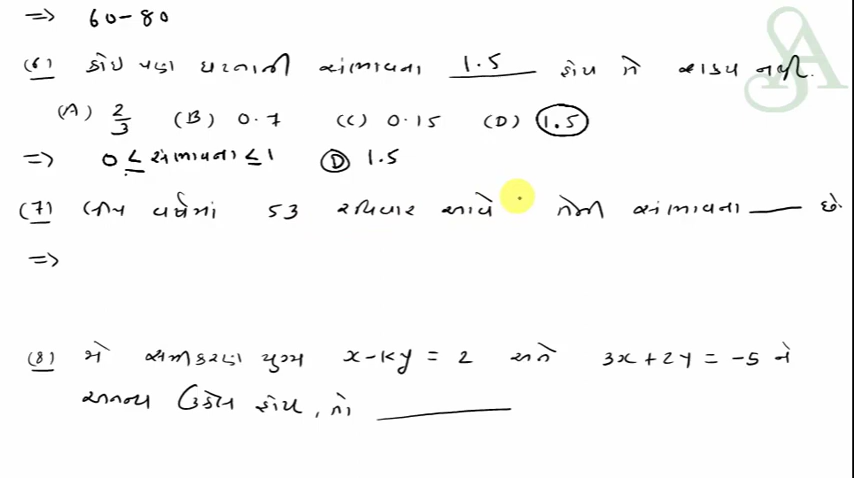 => 60-80
(6) કોઇ પણ ઘટનાની સંભાવના 1.5 હોય તે શક્ય નથી.
(A) 2/3 (B) 0.7 (C) 0.15 (D) 1.5
=> 0 ≤ સંભાવના ≤ 1 (D) 1.5
(7) વર્ષમાં 53 રવિવાર આવે તેની સંભાવના ____ છે.
=>
(8) જો સમીકરણ યુગ્મ x-ky = 2 અને 3x+2y = -5 ને
અનન્ય ઉકેલ હોય, તો ____